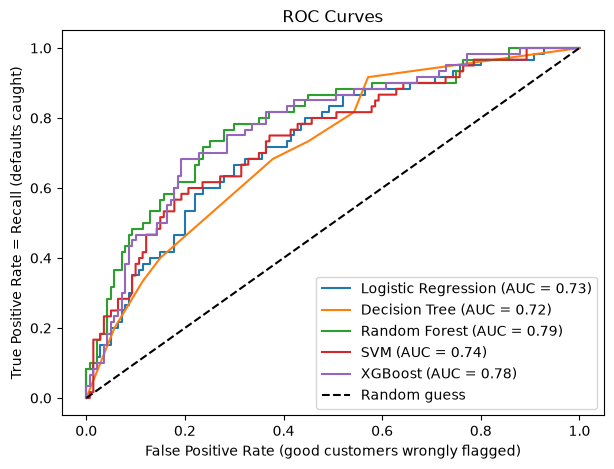 ROC Curves
True Positive Rate = Recall (defaults caught)
1.0
0.8
0.6
0.4
0.2
0.0
Logistic Regression (AUC = 0.73)
Decision Tree (AUC = 0.72)
Random Forest (AUC = 0.79)
SVM (AUC = 0.74)
XGBoost (AUC = 0.78)
Random guess
0.0 0.2 0.4 0.6 0.8 1.0
False Positive Rate (good customers wrongly flagged)